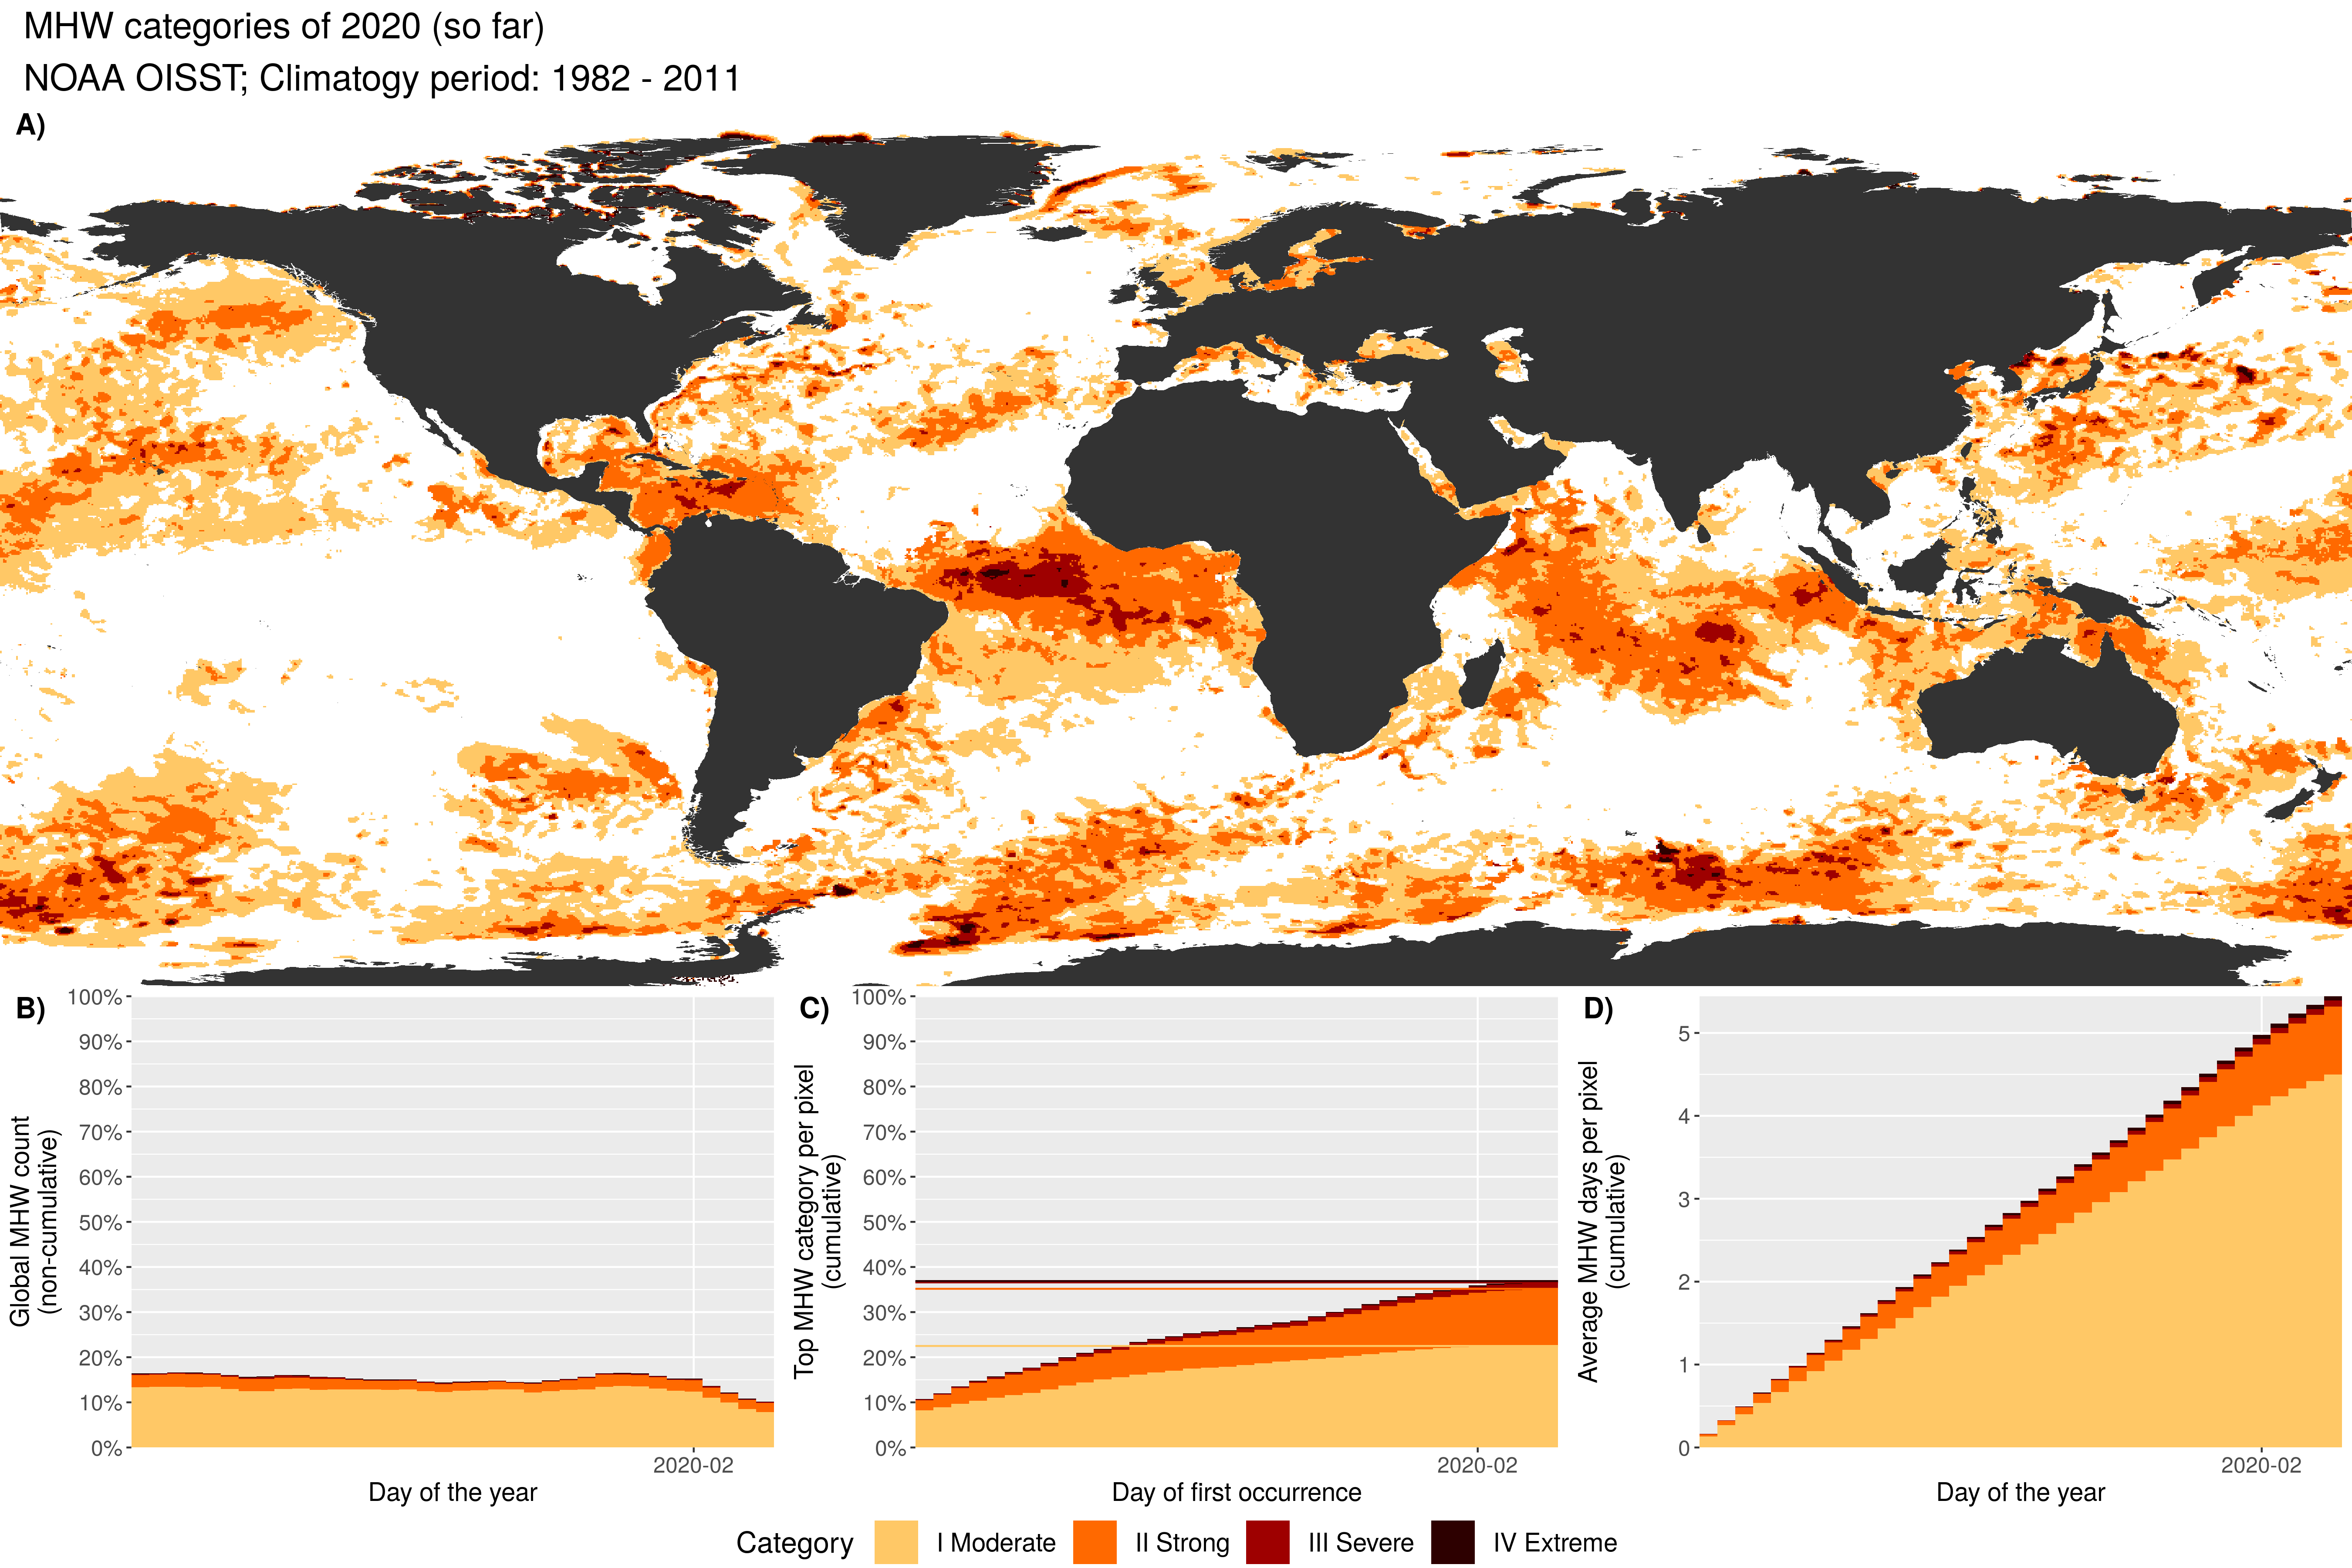 MHW categories of 2020 (so far)
NOAA OISST; Climatogy period: 1982 - 2011
A)
B)
Global MHW count
(non-cumulative)
100%
90%
80%
70%
60%
50%
40%
30%
20%
10%
0%
2020-02
Day of the year
C)
Top MHW category per pixel
(cumulative)
100%
90%
80%
70%
60%
50%
40%
30%
20%
10%
0%
2020-02
Day of first occurrence
D)
Average MHW days per pixel
(cumulative)
5
4
3
2
1
0
2020-02
Day of the year
Category I Moderate II Strong III Severe IV Extreme